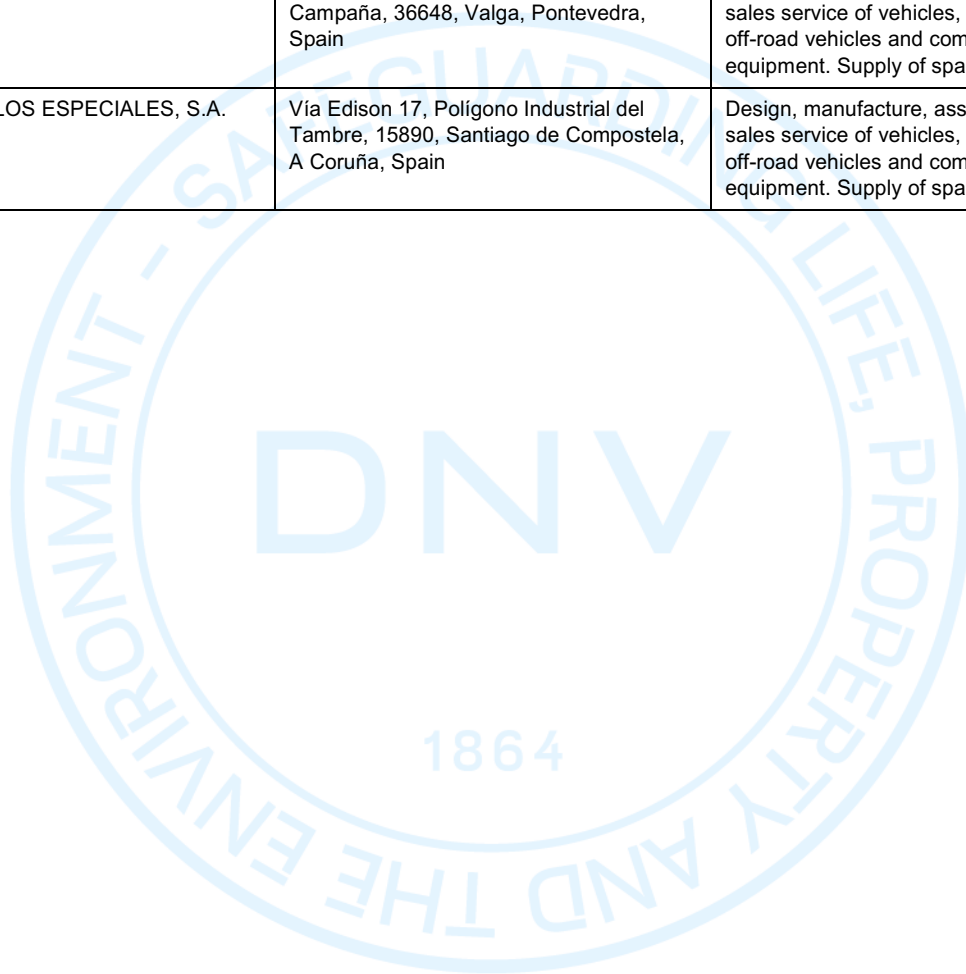 Campaña, 36648, Valga, Pontevedra,
Spain
sales service of vehicles,
off-road vehicles and com
equipment. Supply of spa
LOS ESPECIALES, S.A.
Vía Edison 17, Polígono Industrial del
Tambre, 15890, Santiago de Compostela,
A Coruña, Spain
Design, manufacture, ass
sales service of vehicles,
off-road vehicles and com
equipment. Supply of spa
SAFEGUARDING LIFE, PROPERTY AND THE ENVIRONMENT -
DNV
1864